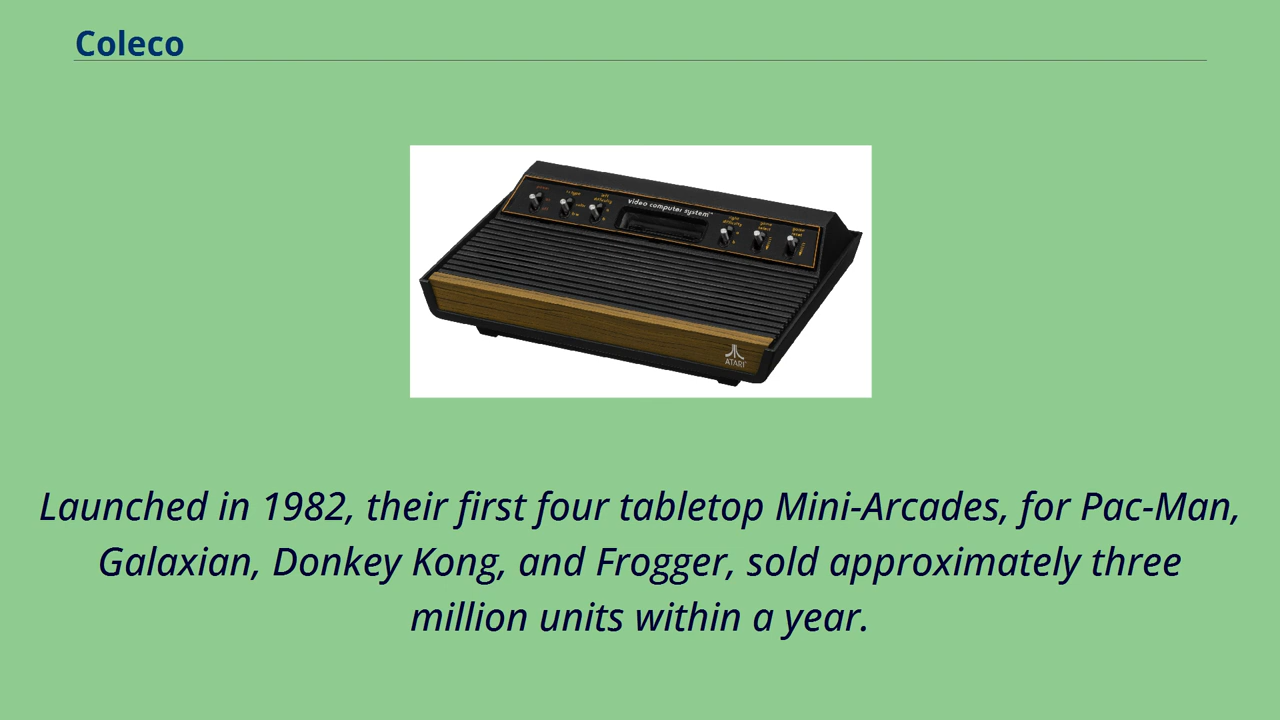 Coleco
video computer system™
ATARI
Launched in 1982, their first four tabletop Mini-Arcades, for Pac-Man,
Galaxian, Donkey Kong, and Frogger, sold approximately three
million units within a year.